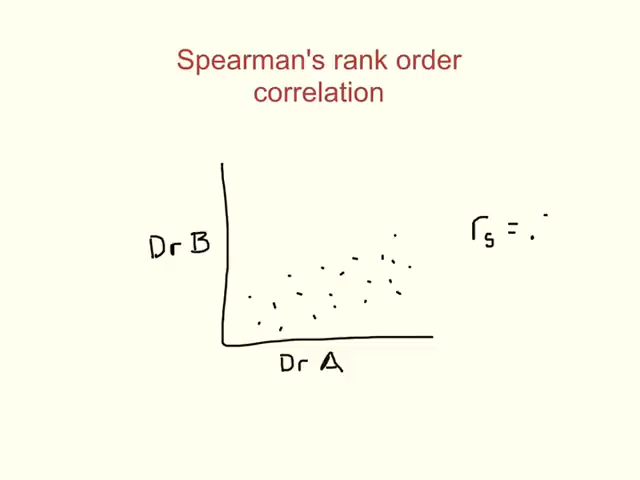 Spearman's rank order
correlation
Dr B
rs = .
Dr A